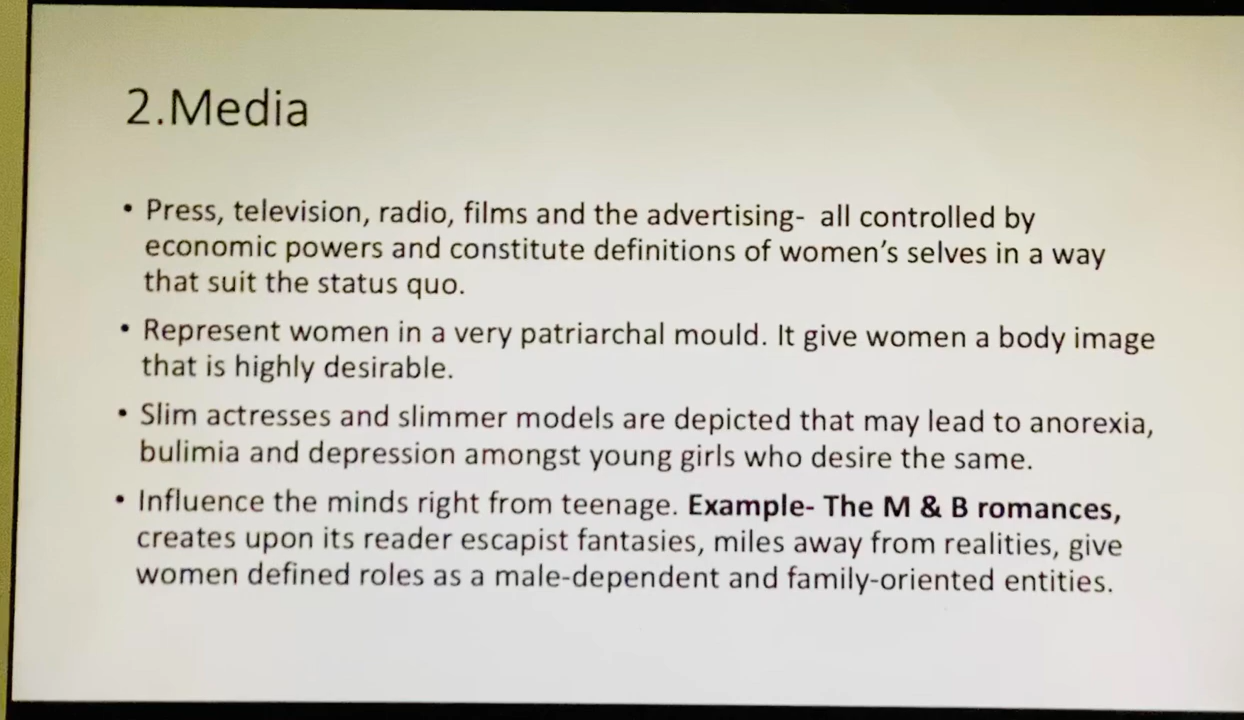 2.Media
• Press, television, radio, films and the advertising-  all controlled by
economic powers and constitute definitions of women's selves in a way
that suit the status quo.
• Represent women in a very patriarchal mould. It give women a body image
that is highly desirable.
• Slim actresses and slimmer models are depicted that may lead to anorexia,
bulimia and depression amongst young girls who desire the same.
• Influence the minds right from teenage. Example- The M & B romances,
creates upon its reader escapist fantasies, miles away from realities, give
women defined roles as a male-dependent and family-oriented entities.